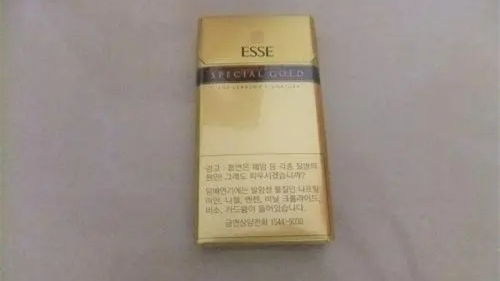 ESSE
SPECIAL GOLD
경고 : 흡연은 폐암 등 각종 질병의
원인! 그래도 피우시겠습니까?
담배연기에는 발암성 물질인 나프틸
아민, 니켈, 벤젠, 비닐 크롤라이드,
비소, 카드뮴이 들어있습니다.
금연상담전화 1544-9030